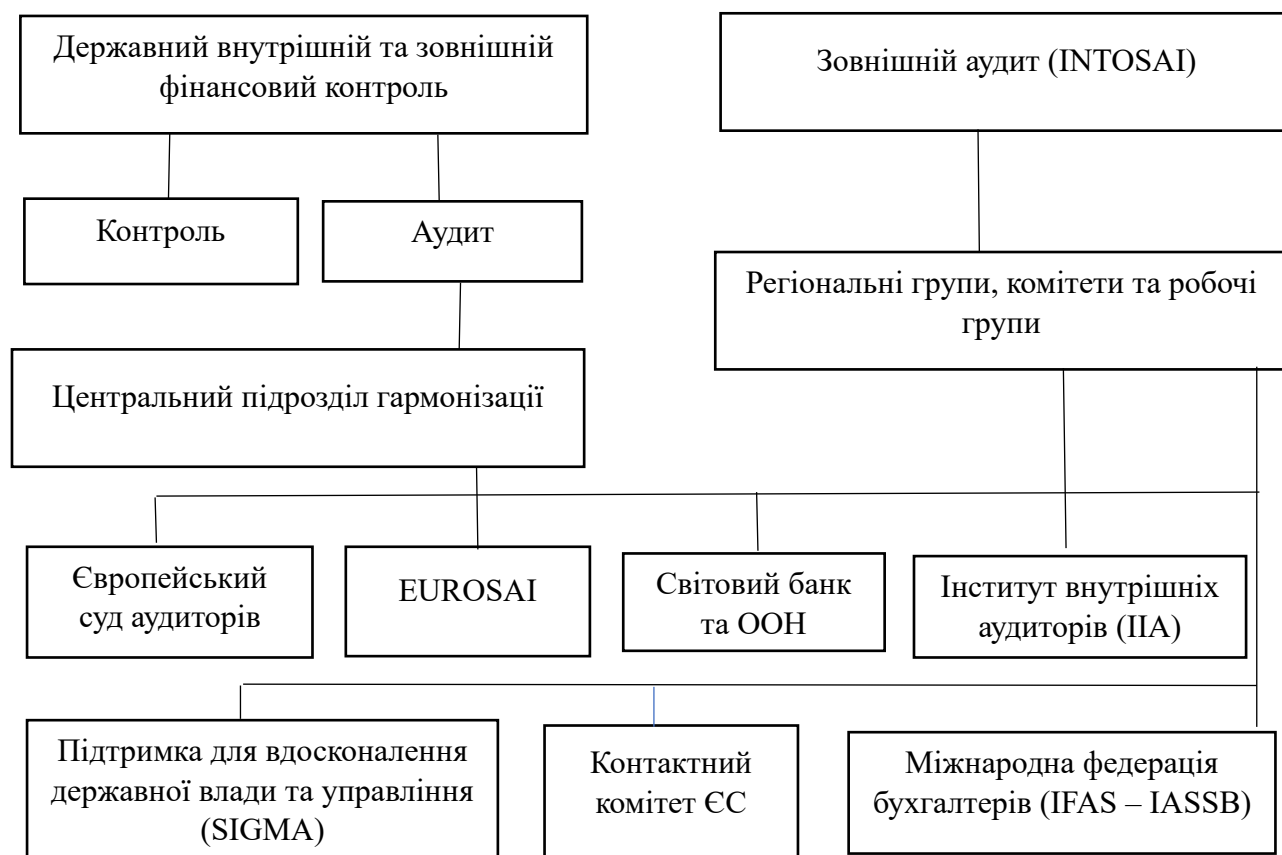 Державний внутрішній та зовнішній
фінансовий контроль
Зовнішній аудит (INTOSAI)
Контроль
Аудит
Регіональні групи, комітети та робочі
групи
Центральний підрозділ гармонізації
Європейський
суд аудиторів
EUROSAI
Світовий банк
та ООН
Інститут внутрішніх
аудиторів (IIA)
Підтримка для вдосконалення
державної влади та управління
(SIGMA)
Контактний
комітет ЄС
Міжнародна федерація
бухгалтерів (IFAS – IASSB)